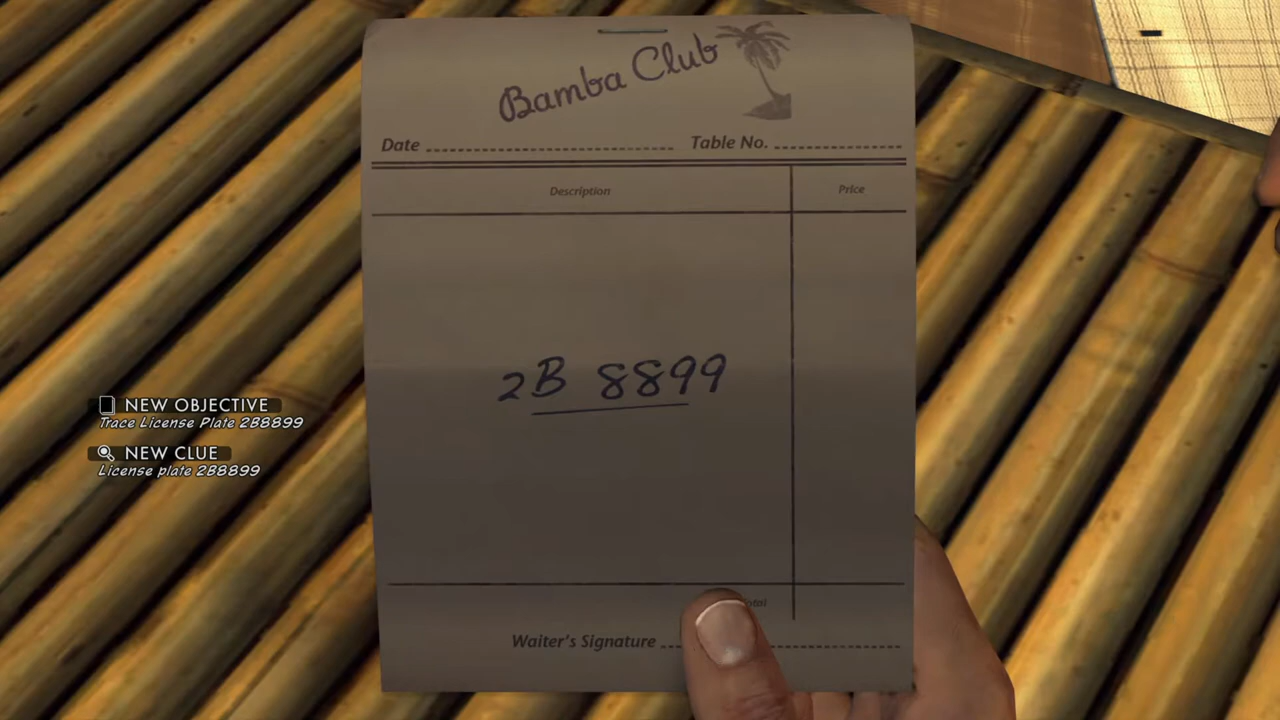 Bamba Club
Date Table No.
Description Price
2B 8899
NEW OBJECTIVE
Trace License Plate 2B8899
NEW CLUE
License plate 2B8899
Waiter's Signature